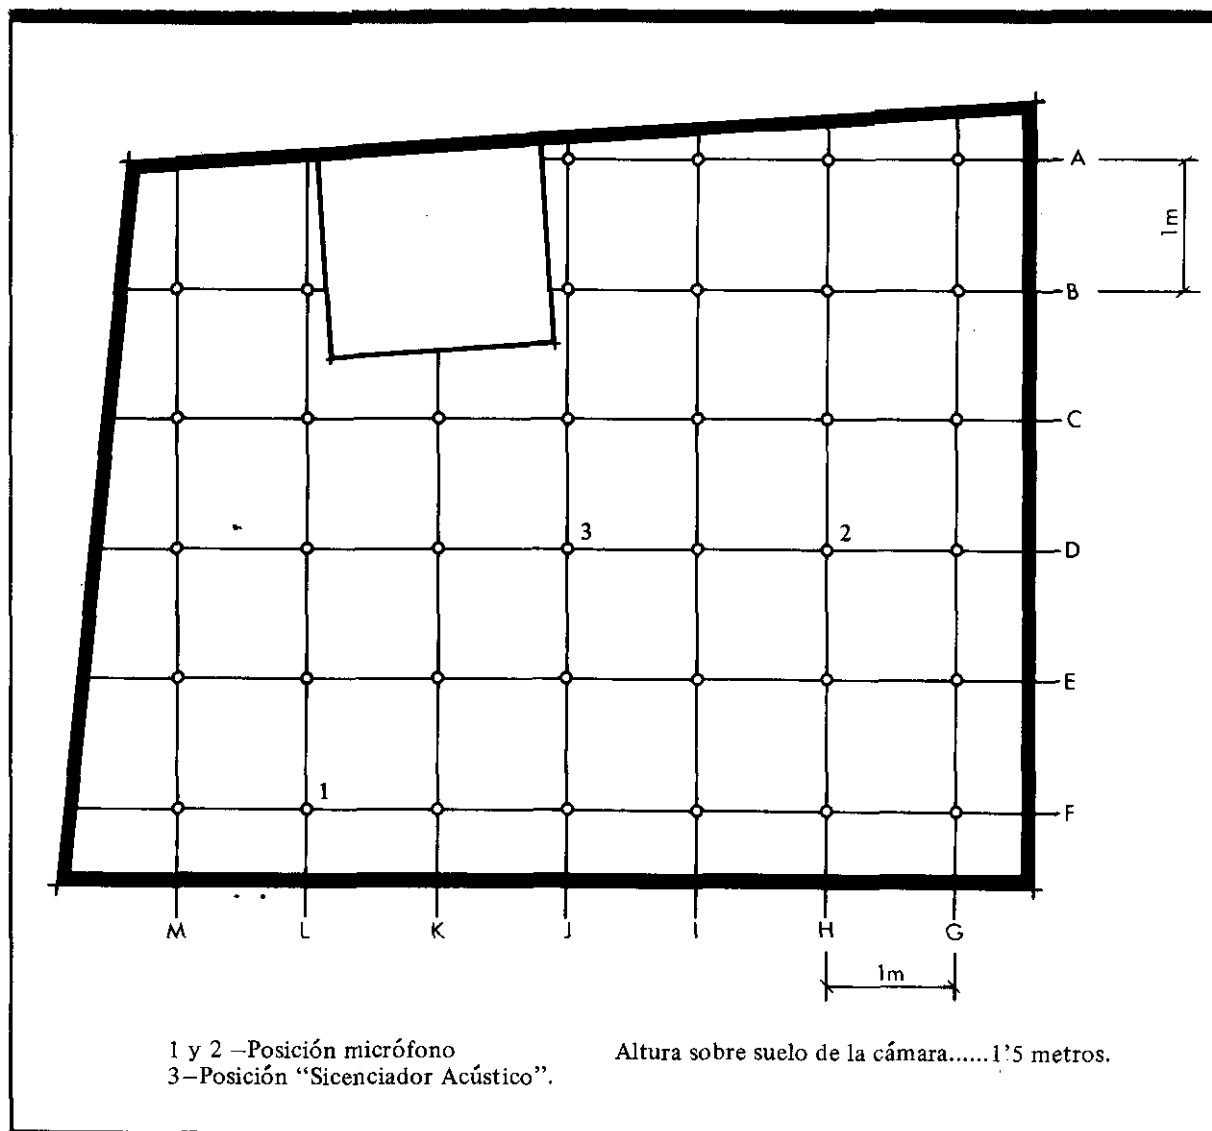 A
1m
B
C
3
2
D
E
1
F
M L K J I H G
1m
1 y 2 –Posición micrófono
3–Posición “Sicenciador Acústico”.
Altura sobre suelo de la cámara......1'5 metros.